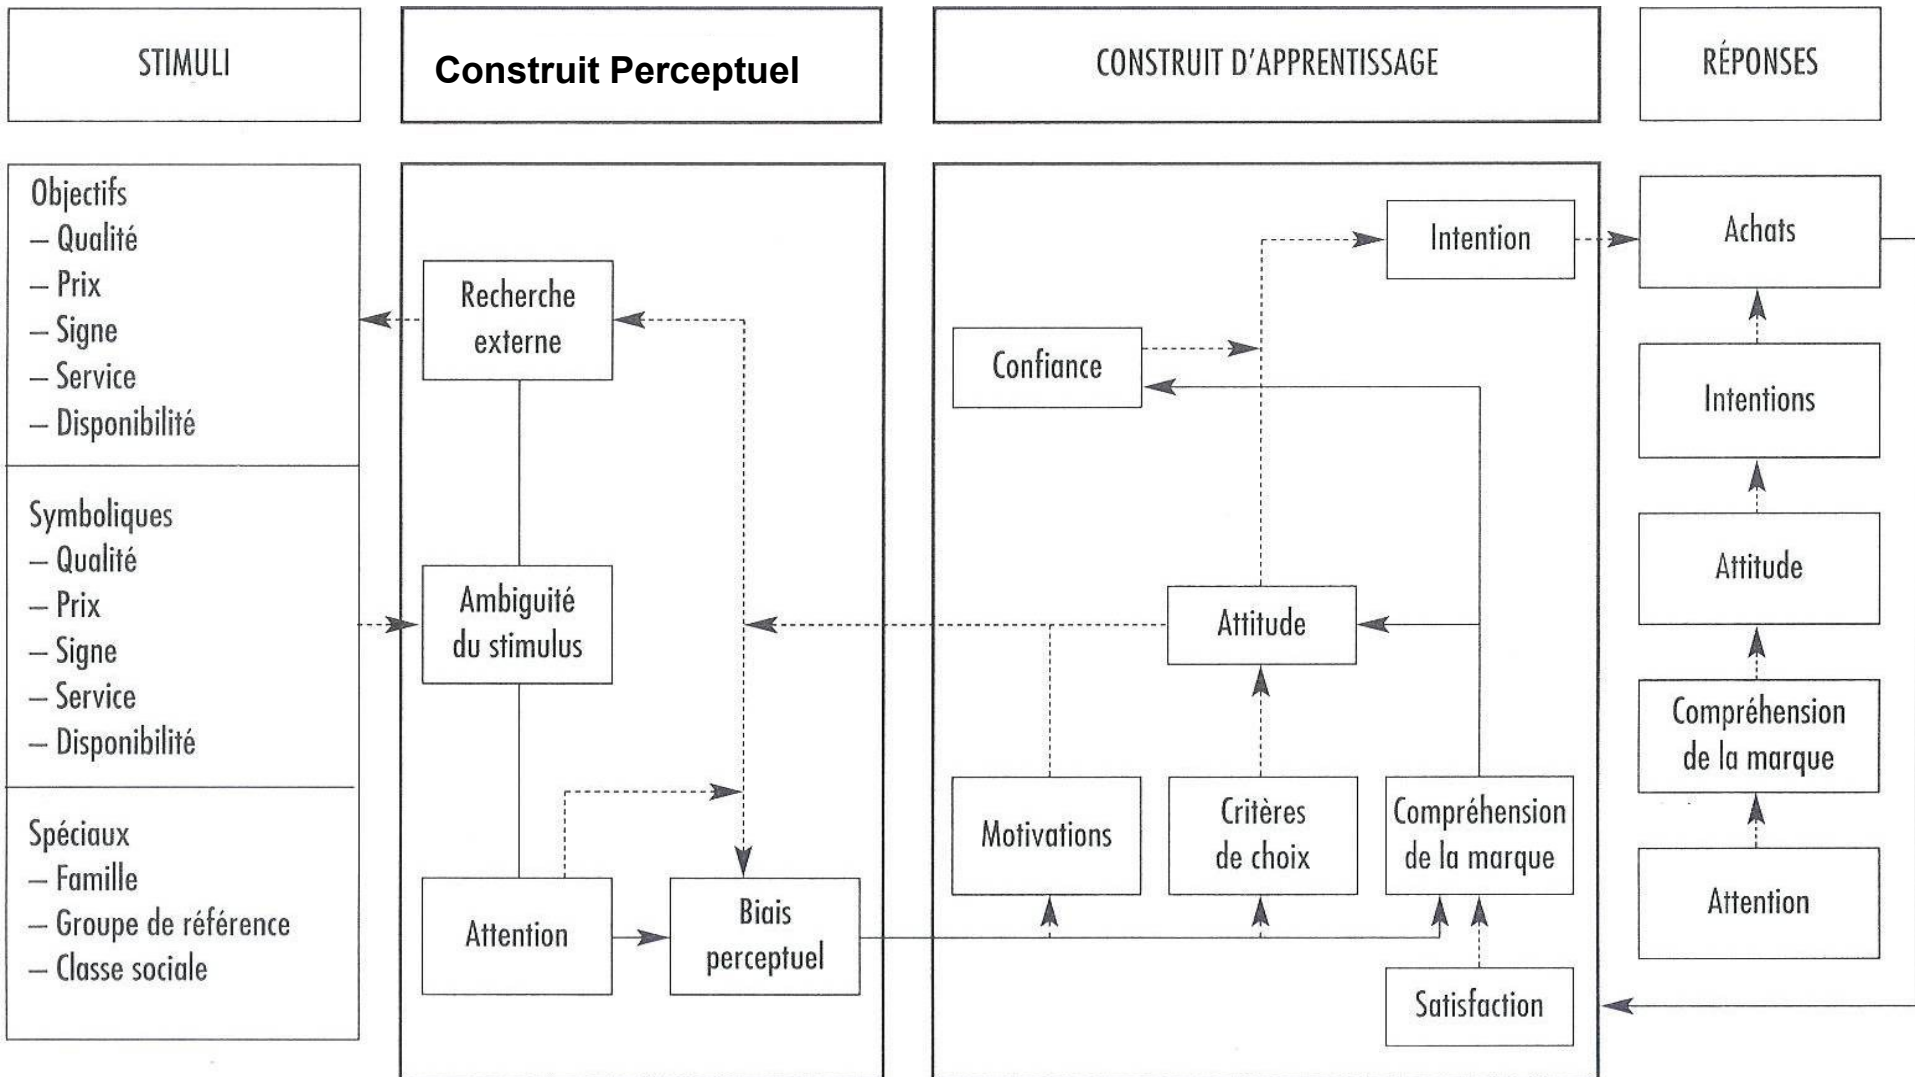 STIMULI
Construit Perceptuel
CONSTRUIT D'APPRENTISSAGE
RÉPONSES
Objectifs
– Qualité
– Prix
– Signe
– Service
– Disponibilité
Symboliques
– Qualité
– Prix
– Signe
– Service
– Disponibilité
Spéciaux
– Famille
– Groupe de référence
– Classe sociale
Recherche
externe
Ambiguité
du stimulus
Attention
Biais
perceptuel
Intention
Confiance
Attitude
Motivations
Critères
de choix
Compréhension
de la marque
Satisfaction
Achats
Intentions
Attitude
Compréhension
de la marque
Attention